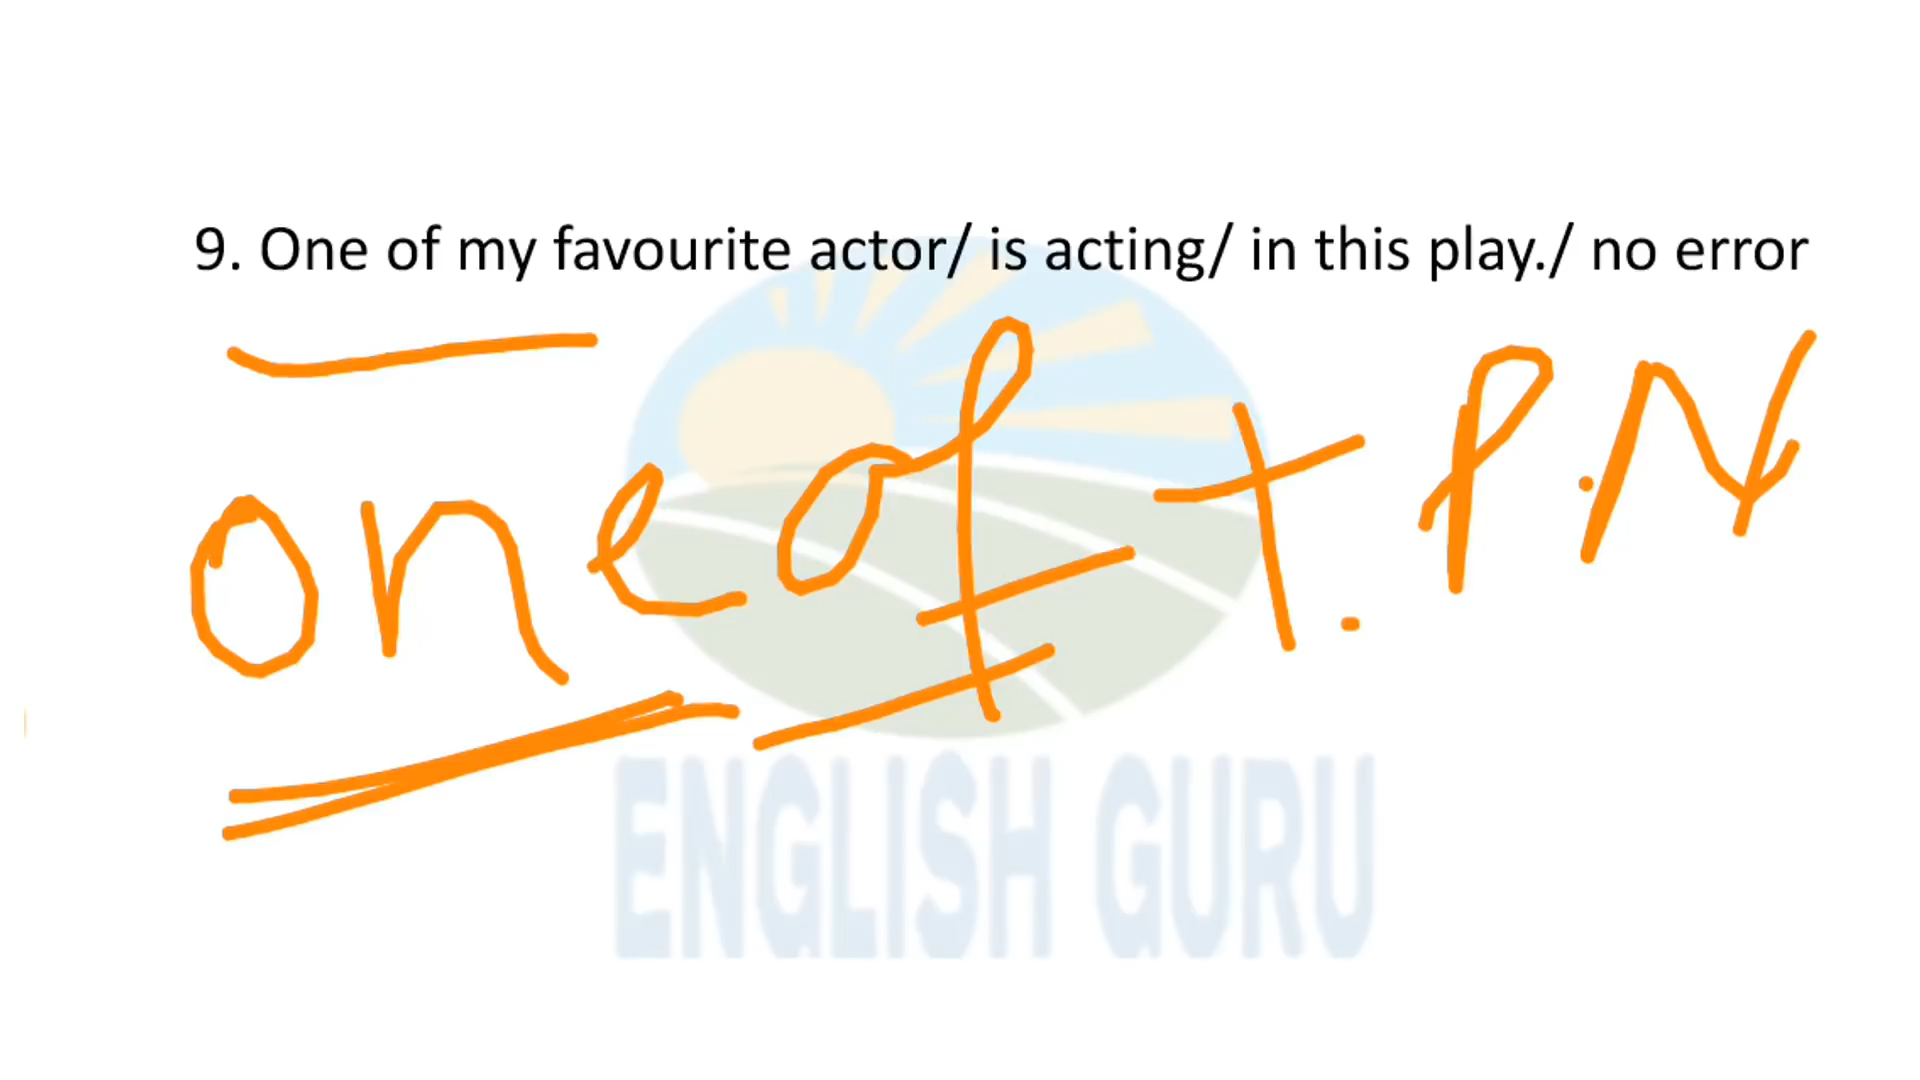 9. One of my favourite actor/ is acting/ in this play./ no error
one of + P.N
ENGLISH GURU